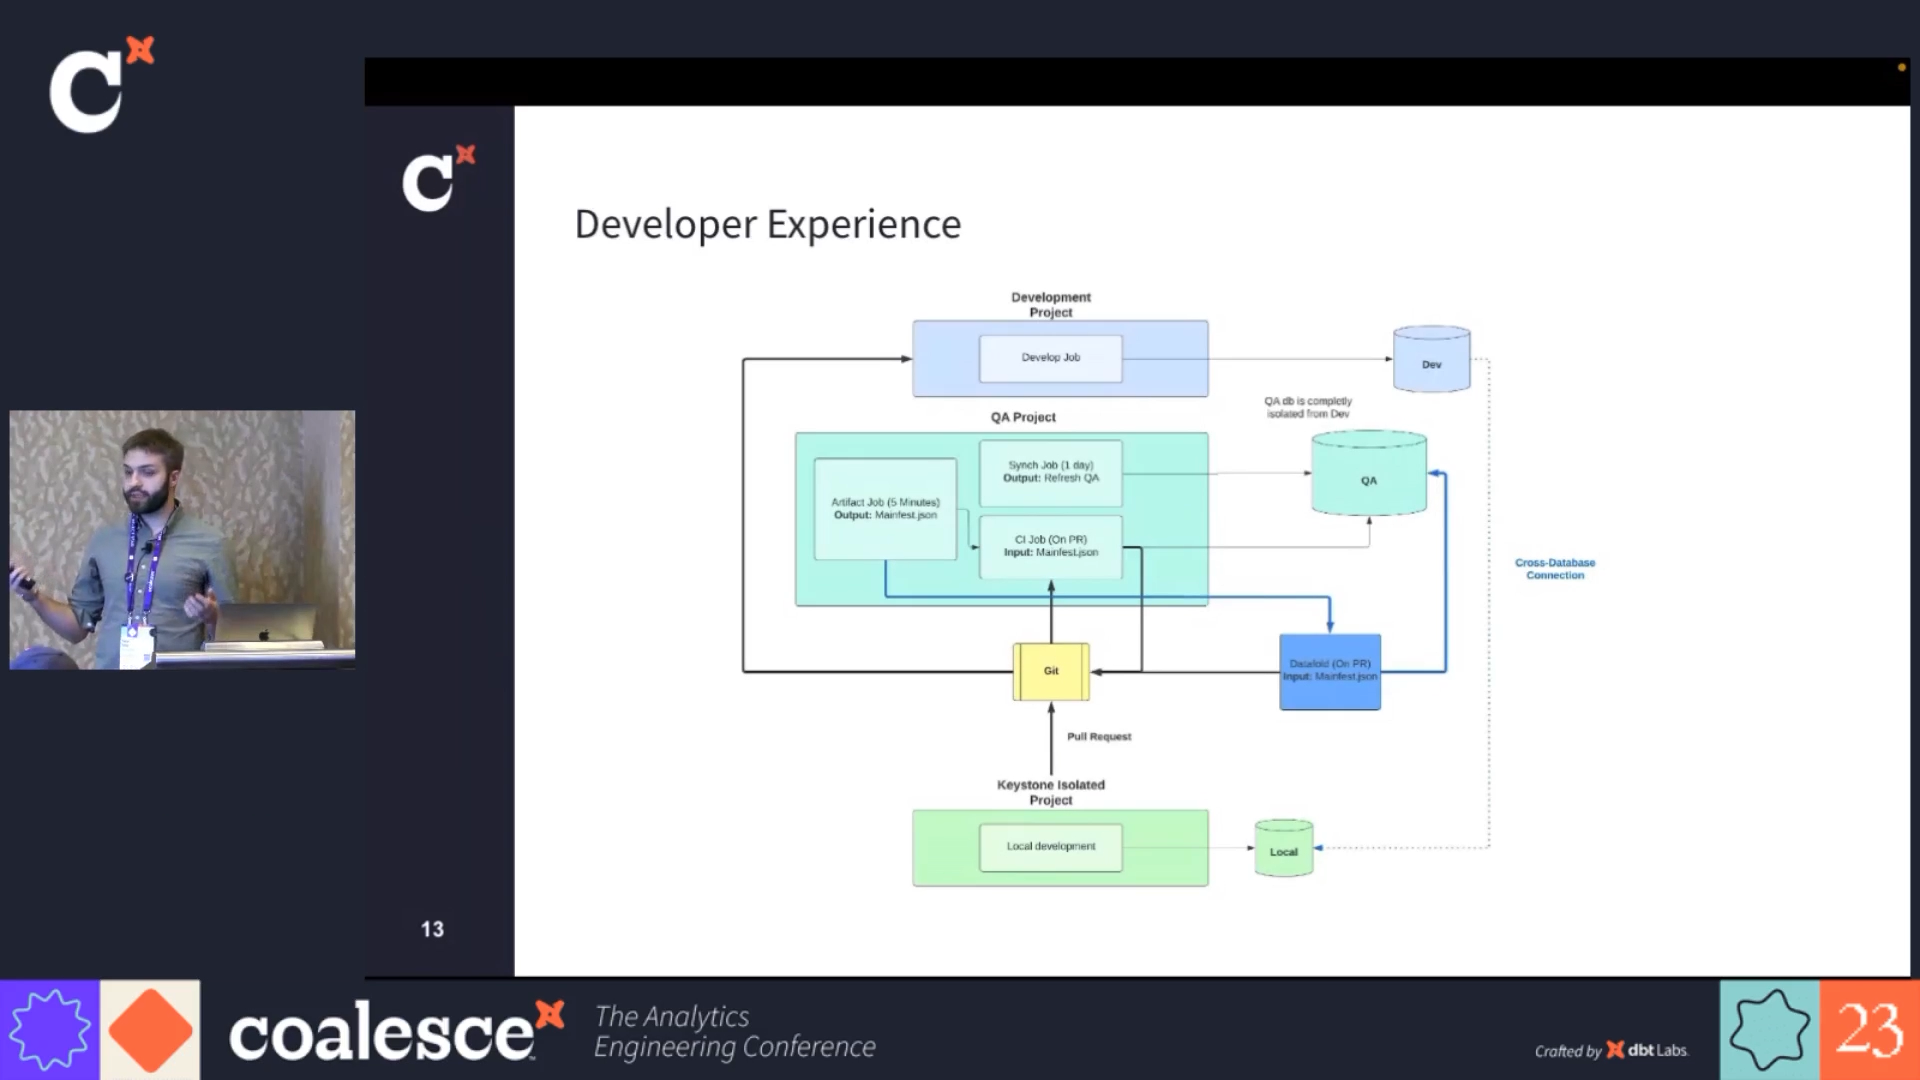 C
C
Developer Experience
Development
Project
Develop Job
Dev
QA db is completly
isolated from Dev
QA Project
Synch Job (1 day)
Output: Refresh QA
QA
Artifact Job (5 Minutes)
Output: Mainfest.json
CI Job (On PR)
Input: Mainfest.json
Cross-Database
Connection
Git
Datafold (On PR)
Input: Mainfest.json
Pull Request
Keystone Isolated
Project
Local development
Local
13
coalesce
The Analytics
Engineering Conference
Crafted by dbt Labs.
23